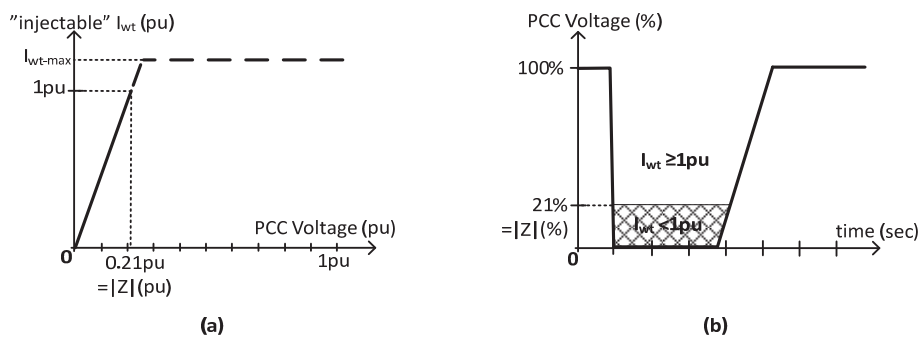 ”injectable” Iwt (pu)
Iwt-max
1pu
PCC Voltage (pu)
0
0.21pu
1pu
=|Z|(pu)
(a)
PCC Voltage (%)
100%
Iwt ≥1pu
21%
=|Z|(%)
Iwt <1pu
time (sec)
0
(b)